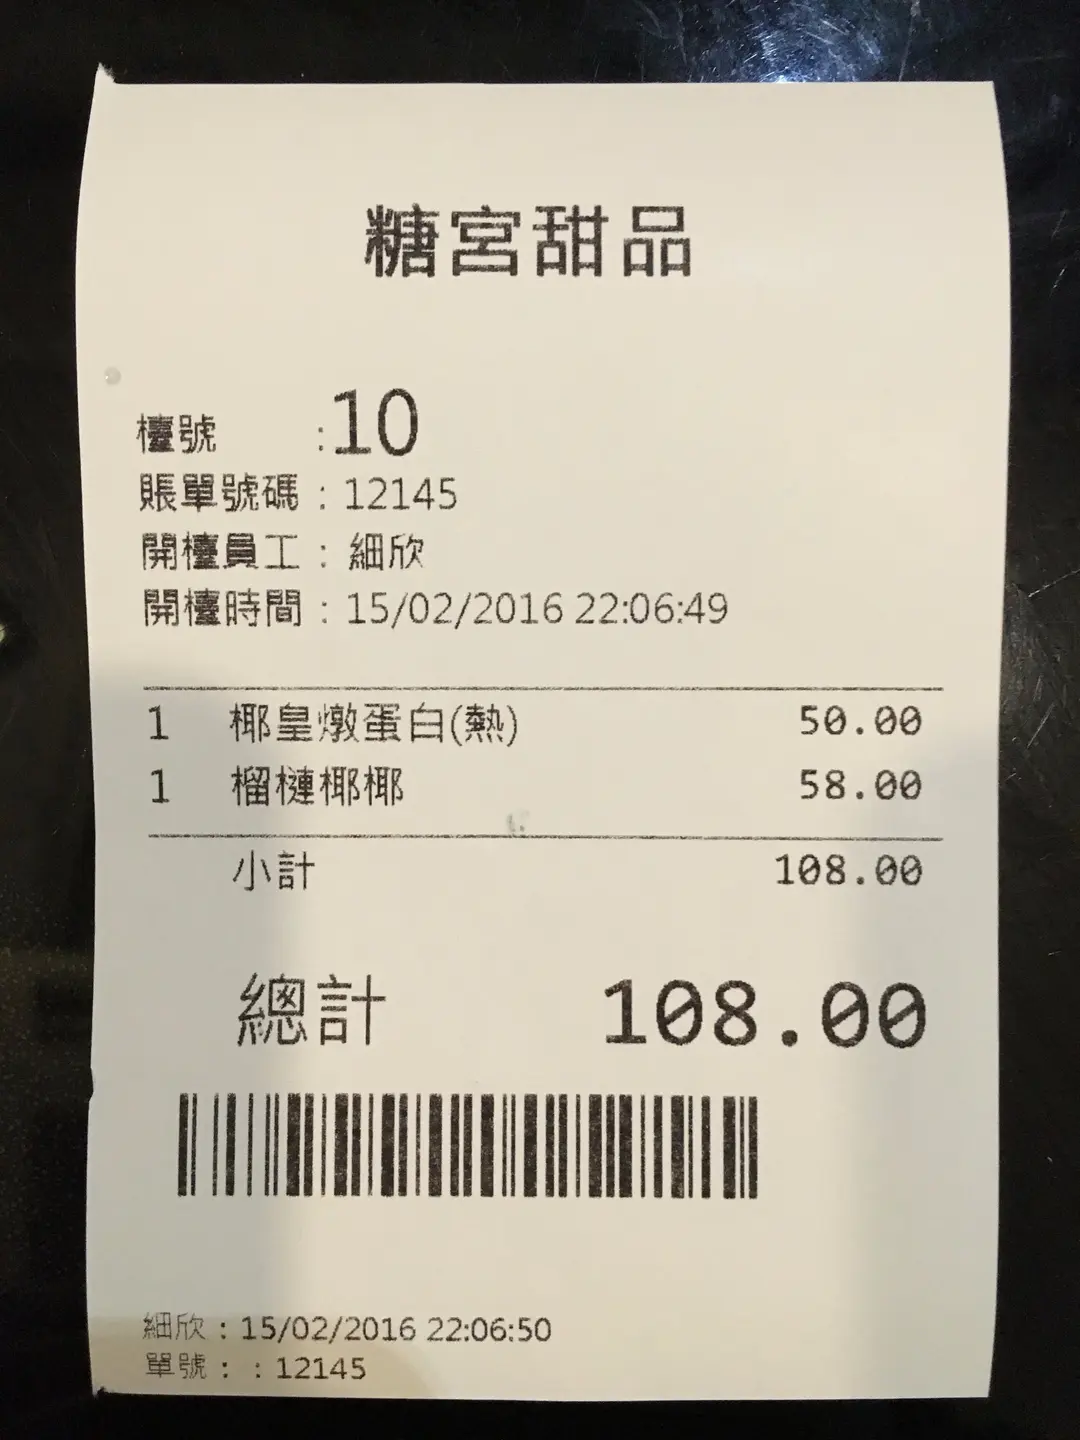 糖宮甜品
檯號 :10
賬單號碼 : 12145
開檯員工 : 細欣
開檯時間 : 15/02/2016 22:06:49
1 椰皇燉蛋白(熱) 50.00
1 榴槤椰椰 58.00
小計 108.00
總計 108.00
細欣 : 15/02/2016 22:06:50
單號 : : 12145